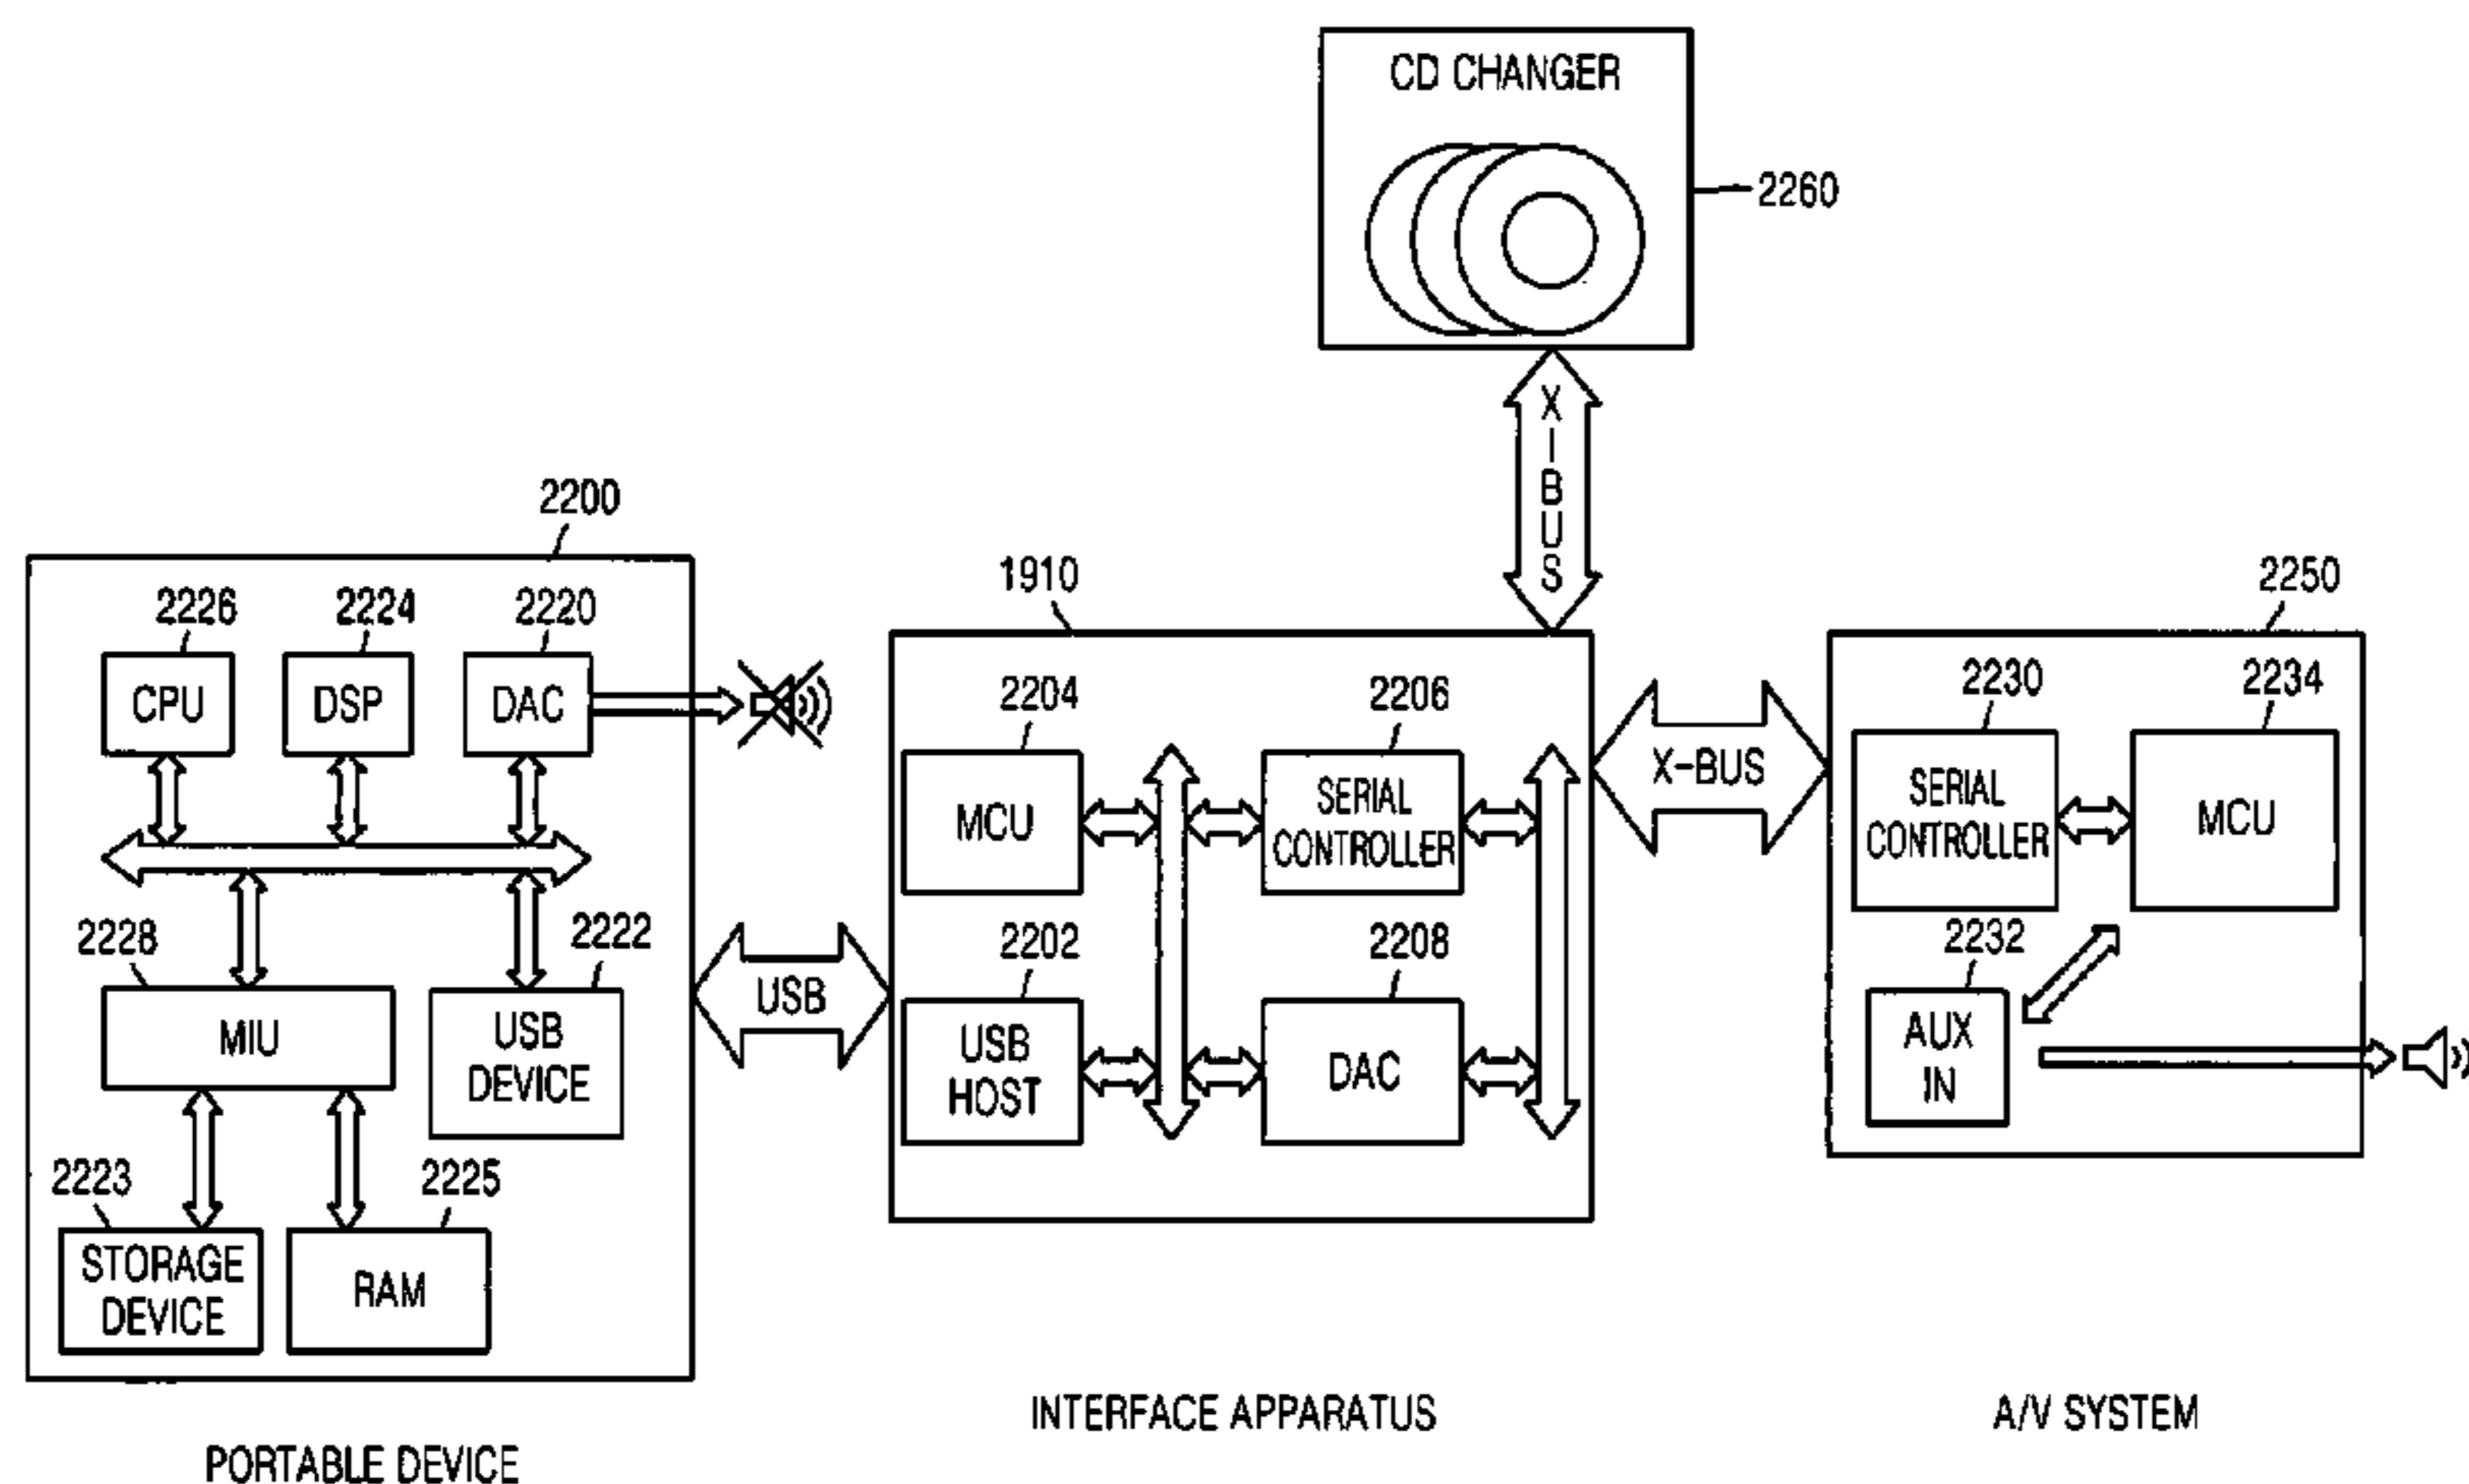 CD CHANGER
2260
X-BUS
2200
1910
2250
2226
2224
2220
CPU
DSP
DAC
2204
2206
2230
2234
MCU
SERIAL
CONTROLLER
X-BUS
SERIAL
CONTROLLER
MCU
2228
2222
2202
2208
2232
MIU
USB
DEVICE
USB
USB
HOST
DAC
AUX
IN
2223
2225
STORAGE
DEVICE
RAM
PORTABLE DEVICE
INTERFACE APPARATUS
A/V SYSTEM